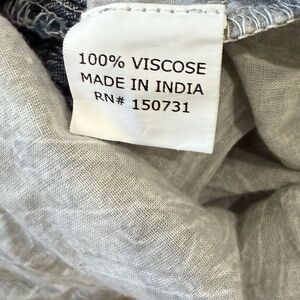 100% VISCOSE
MADE IN INDIA
RN# 150731